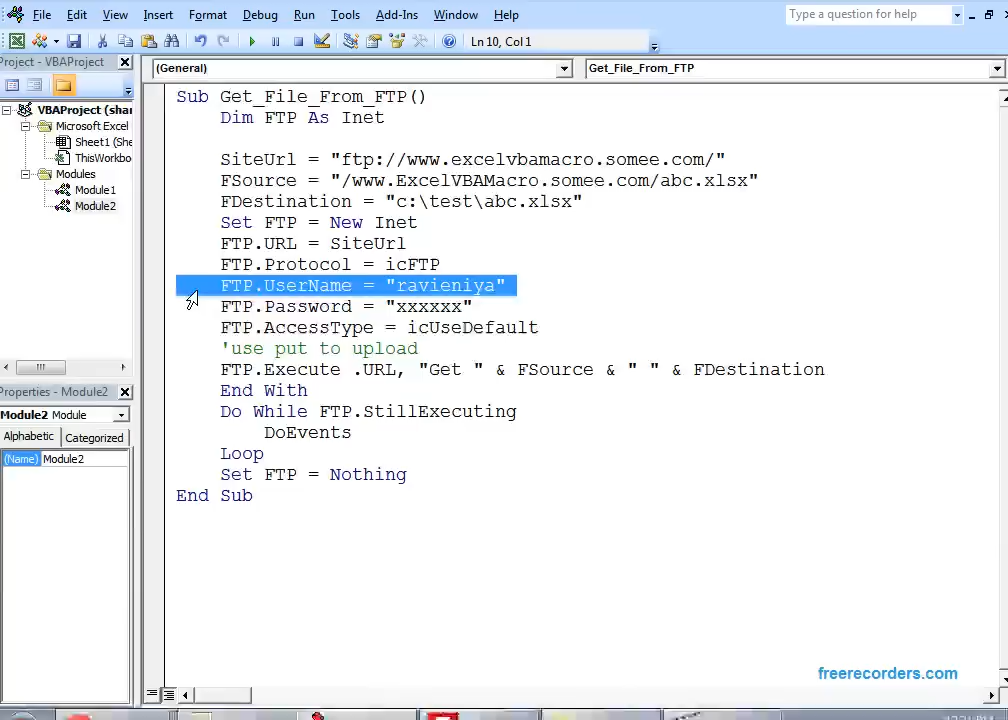 File Edit View Insert Format Debug Run Tools Add-Ins Window Help Type a question for help
Ln 10, Col 1
Project - VBAProject
(General) Get_File_From_FTP
VBAProject (shar
Microsoft Excel
Sheet1 (She
ThisWorkbo
Modules
Module1
Module2
Sub Get_File_From_FTP()
Dim FTP As Inet
SiteUrl = "ftp://www.excelvbamacro.somee.com/"
FSource = "/www.ExcelVBAMacro.somee.com/abc.xlsx"
FDestination = "c:\test\abc.xlsx"
Set FTP = New Inet
FTP.URL = SiteUrl
FTP.Protocol = icFTP
FTP.UserName = "ravieniya"
FTP.Password = "xxxxxx"
FTP.AccessType = icUseDefault
'use put to upload
FTP.Execute .URL, "Get " & FSource & " " & FDestination
End With
Do While FTP.StillExecuting
DoEvents
Loop
Set FTP = Nothing
End Sub
Properties - Module2
Module2 Module
Alphabetic Categorized
(Name) Module2
freerecorders.com